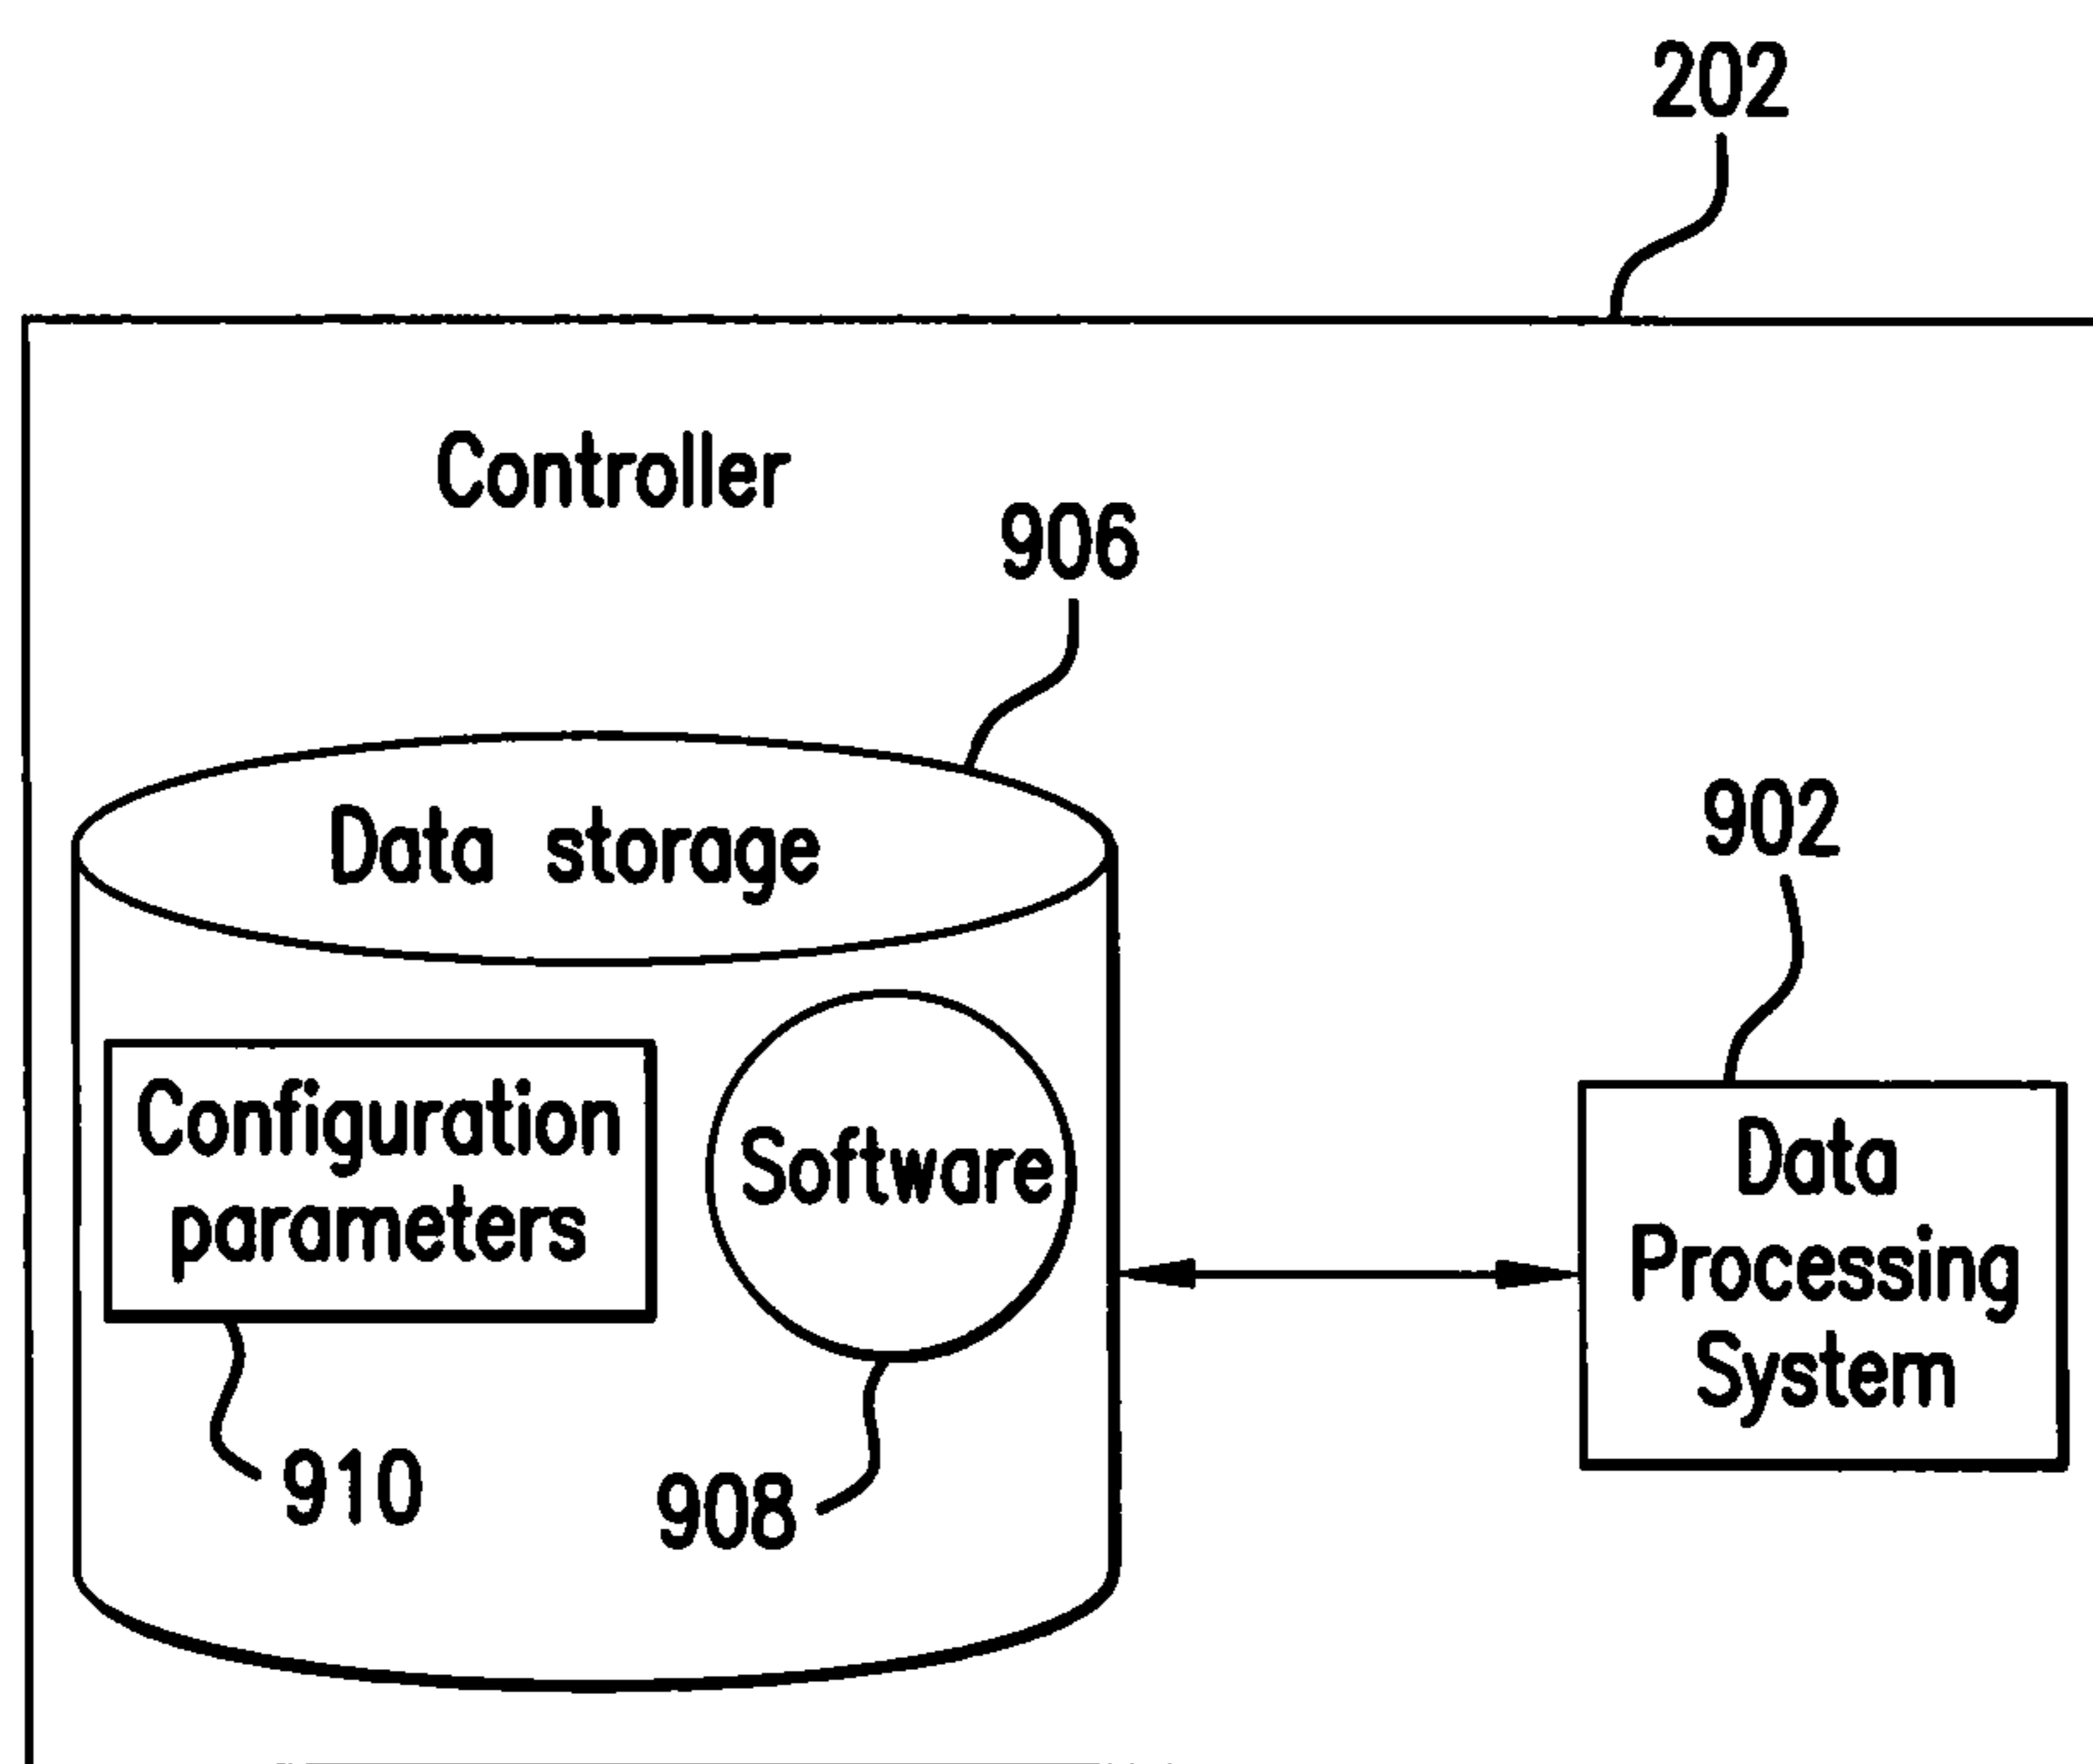 202
Controller
906
Data storage
902
Configuration
parameters
Software
Data
Processing
System
910
908